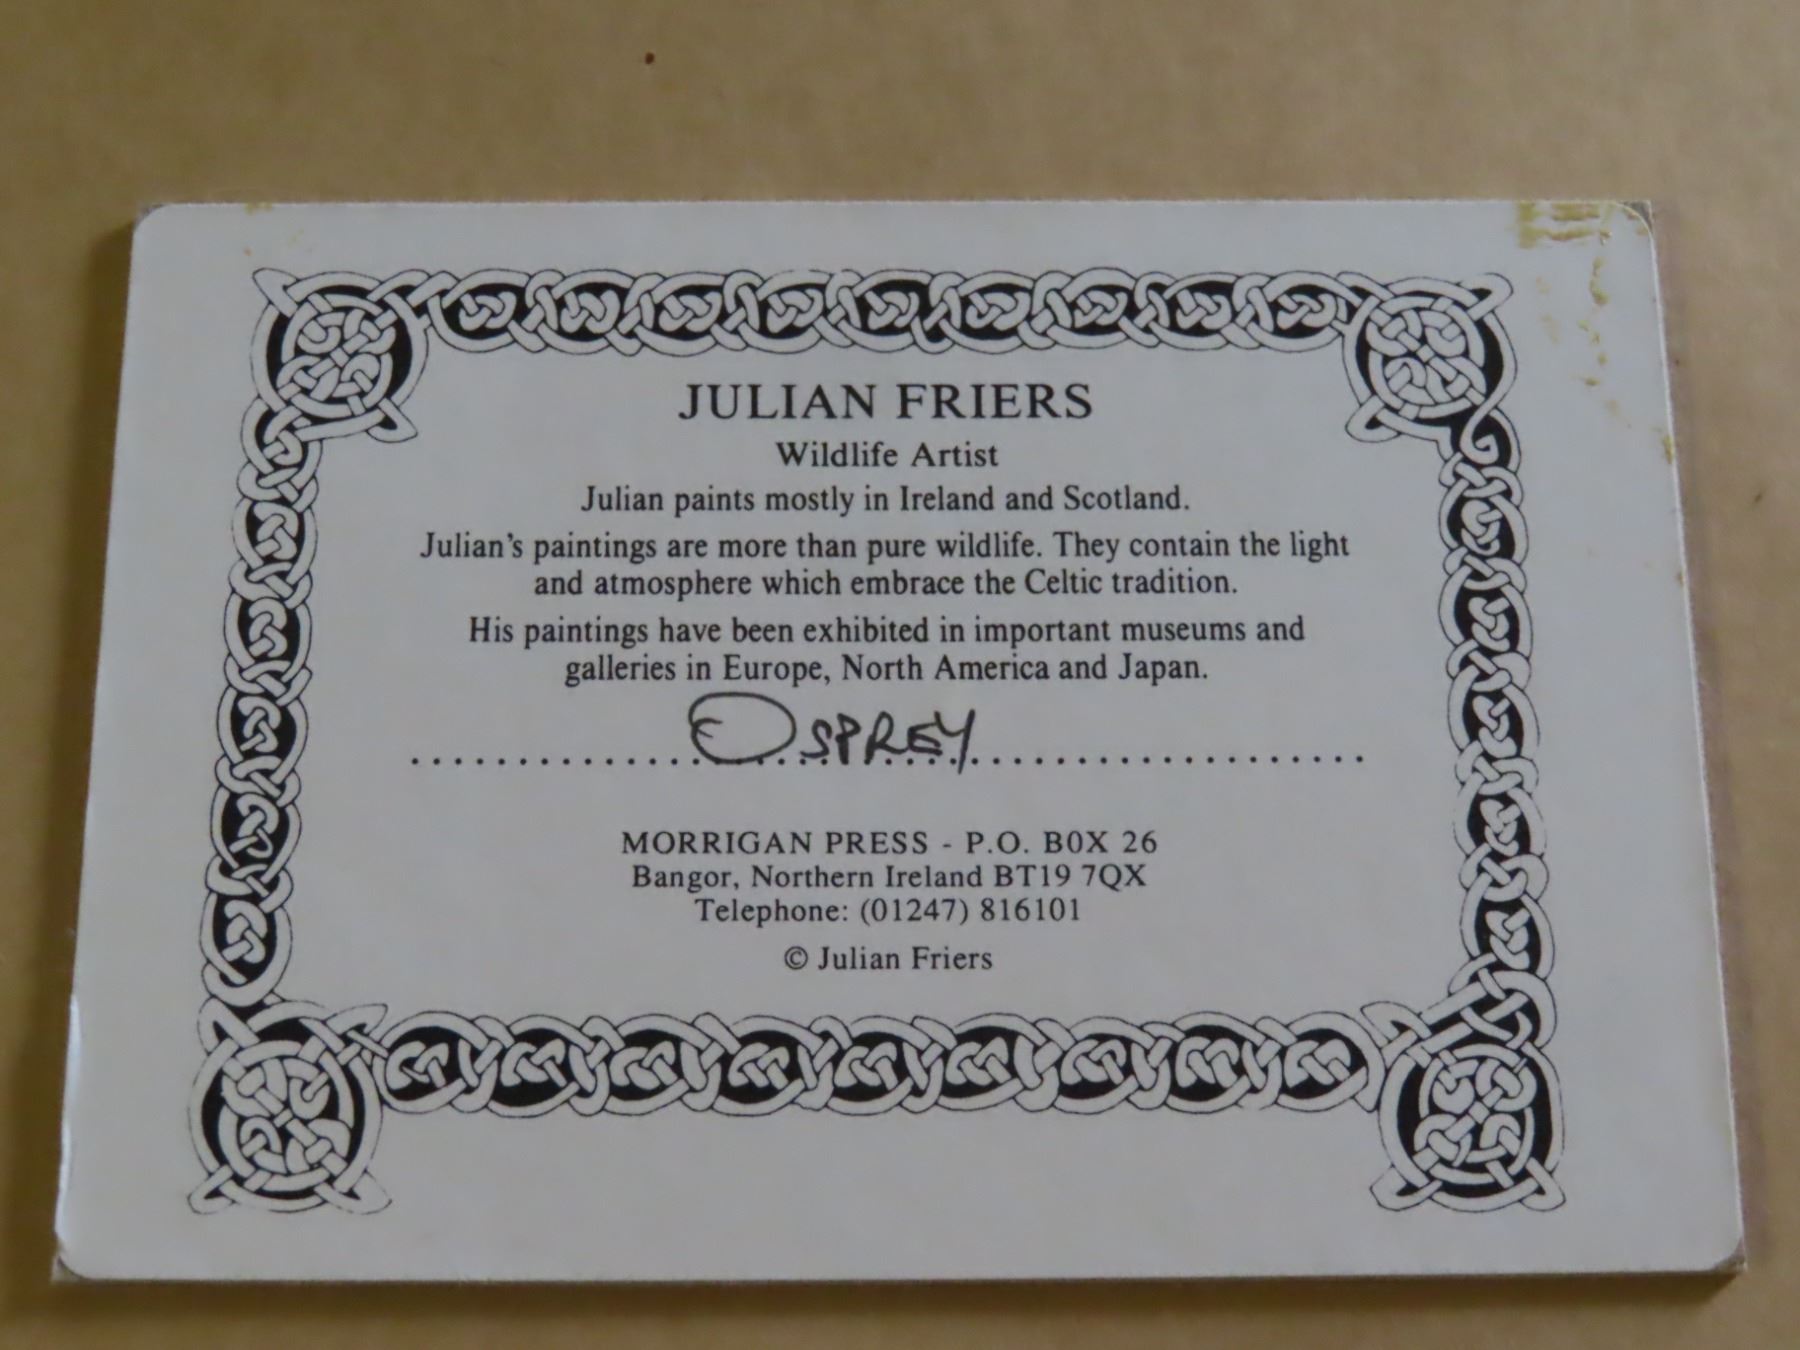 JULIAN FRIERS
Wildlife Artist
Julian paints mostly in Ireland and Scotland.
Julian's paintings are more than pure wildlife. They contain the light
and atmosphere which embrace the Celtic tradition.
His paintings have been exhibited in important museums and
galleries in Europe, North America and Japan.
OSPREY
MORRIGAN PRESS - P.O. BOX 26
Bangor, Northern Ireland BT19 7QX
Telephone: (01247) 816101
© Julian Friers